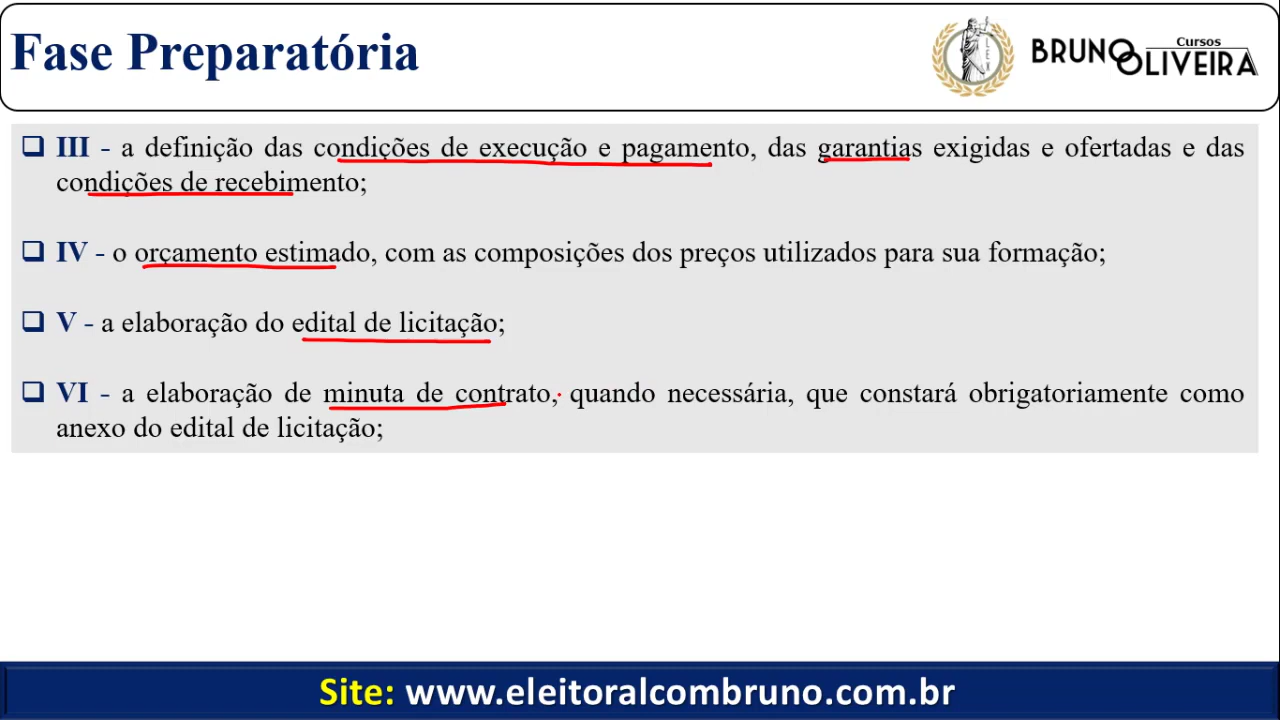 Fase Preparatória
LEX
Cursos
BRUNO
OLIVEIRA
III - a definição das condições de execução e pagamento, das garantias exigidas e ofertadas e das
condições de recebimento;
IV - o orçamento estimado, com as composições dos preços utilizados para sua formação;
V - a elaboração do edital de licitação;
VI - a elaboração de minuta de contrato, quando necessária, que constará obrigatoriamente como
anexo do edital de licitação;
Site: www.eleitoralcombruno.com.br